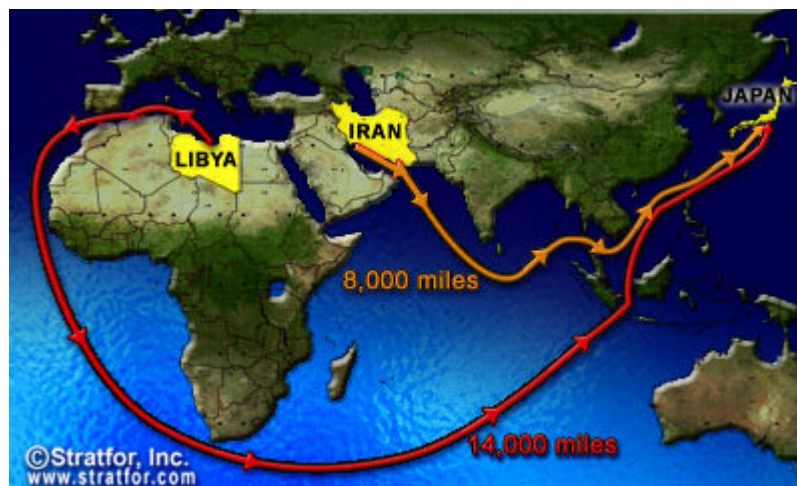 JAPAN
IRAN
LIBYA
8,000 miles
14,000 miles
©Stratfor, Inc.
www.stratfor.com